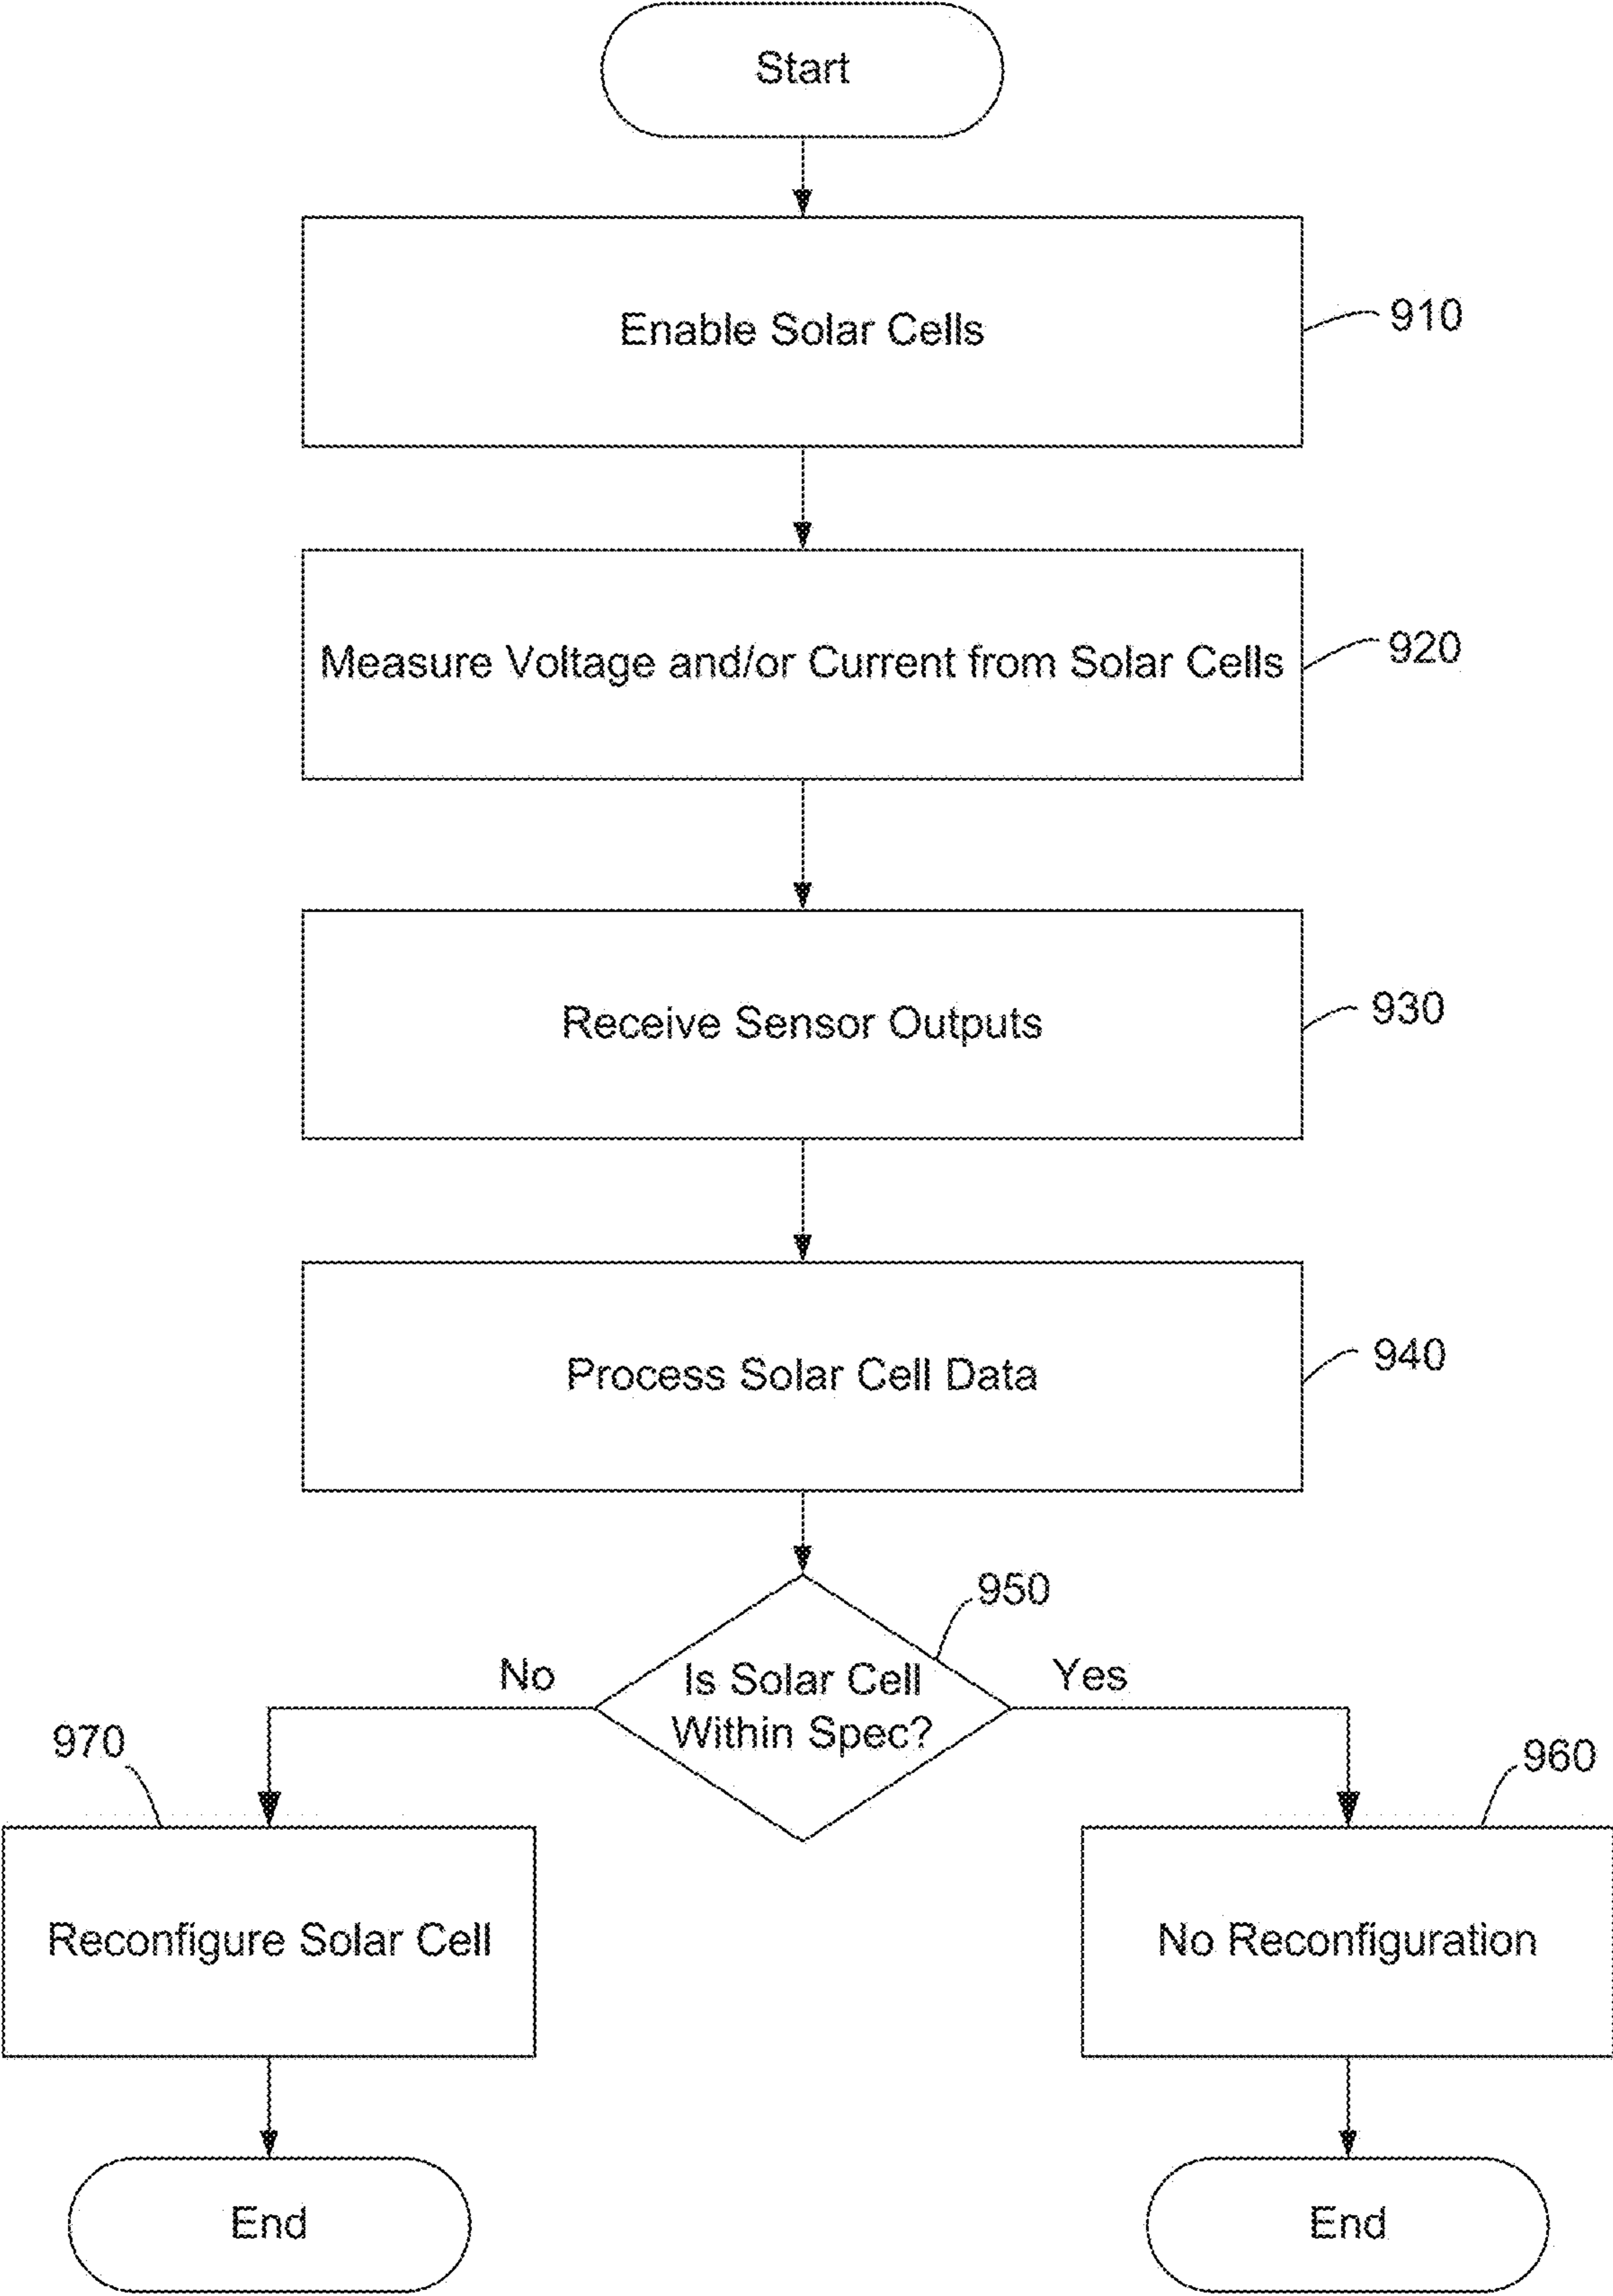 Start
Enable Solar Cells
910
Measure Voltage and/or Current from Solar Cells
920
Receive Sensor Outputs
930
Process Solar Cell Data
940
950
Is Solar Cell
Within Spec?
No
Yes
970
960
Reconfigure Solar Cell
No Reconfiguration
End
End